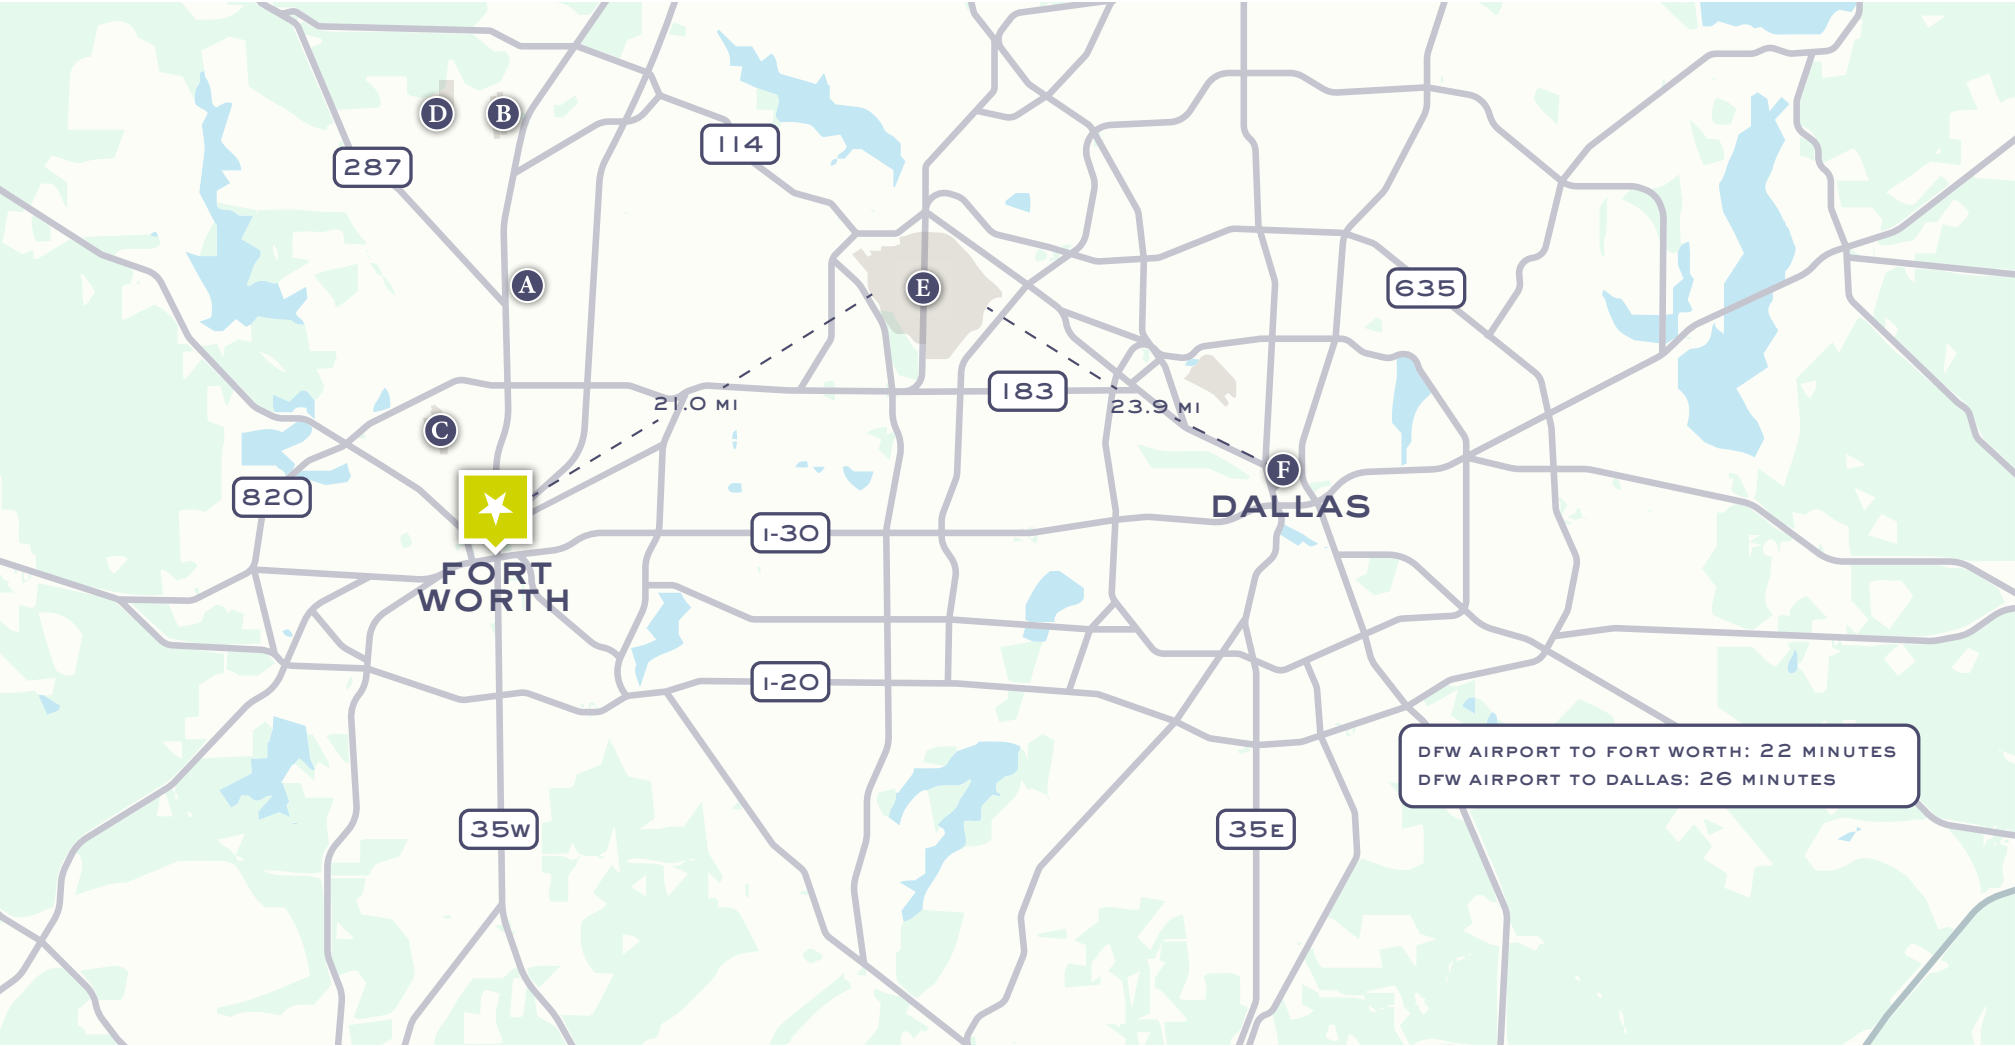 D
B
114
287
A
E
635
183
21.0 MI
23.9 MI
C
F
820
DALLAS
I-30
FORT
WORTH
I-20
DFW AIRPORT TO FORT WORTH: 22 MINUTES
DFW AIRPORT TO DALLAS: 26 MINUTES
35W
35E